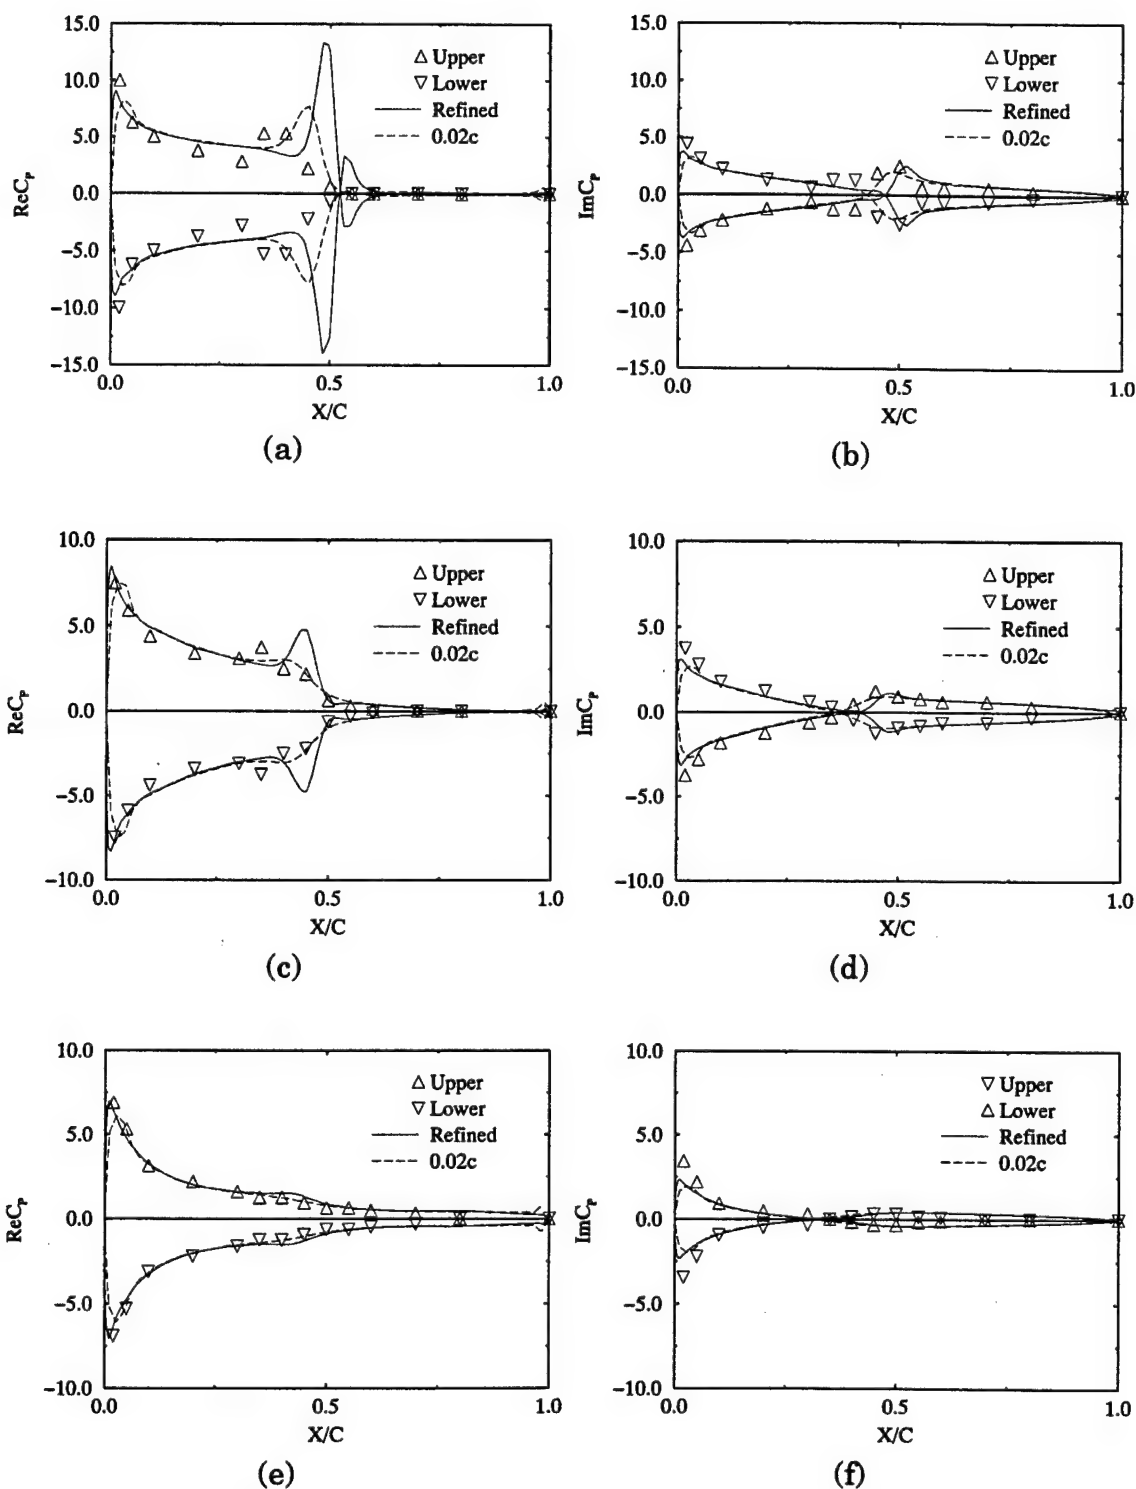 15.0
10.0
5.0
0.0
−5.0
−10.0
−15.0
ReCP
0.0
0.5
1.0
X/C
Upper
Lower
Refined
0.02c
(a)
15.0
10.0
5.0
0.0
−5.0
−10.0
−15.0
ImCP
0.0
0.5
1.0
X/C
Upper
Lower
Refined
0.02c
(b)
10.0
5.0
0.0
−5.0
−10.0
ReCP
0.0
0.5
1.0
X/C
Upper
Lower
Refined
0.02c
(c)
10.0
5.0
0.0
−5.0
−10.0
ImCP
0.0
0.5
1.0
X/C
Upper
Lower
Refined
0.02c
(d)
10.0
5.0
0.0
−5.0
−10.0
ReCP
0.0
0.5
1.0
X/C
Upper
Lower
Refined
0.02c
(e)
10.0
5.0
0.0
−5.0
−10.0
ImCP
0.0
0.5
1.0
X/C
Upper
Lower
Refined
0.02c
(f)